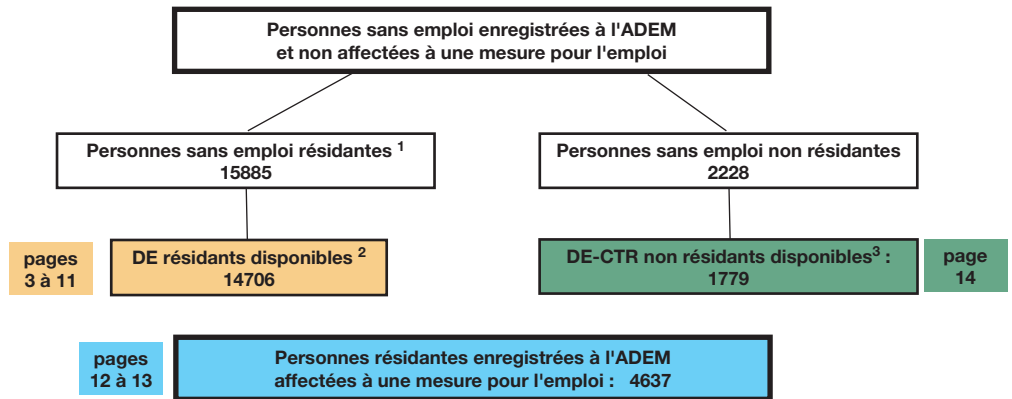 Personnes sans emploi enregistrées à l'ADEM
et non affectées à une mesure pour l'emploi
Personnes sans emploi résidantes 1
15885
Personnes sans emploi non résidantes
2228
pages
3 à 11
DE résidants disponibles 2
14706
DE-CTR non résidants disponibles3 :
1779
page
14
pages
12 à 13
Personnes résidantes enregistrées à l'ADEM
affectées à une mesure pour l'emploi : 4637